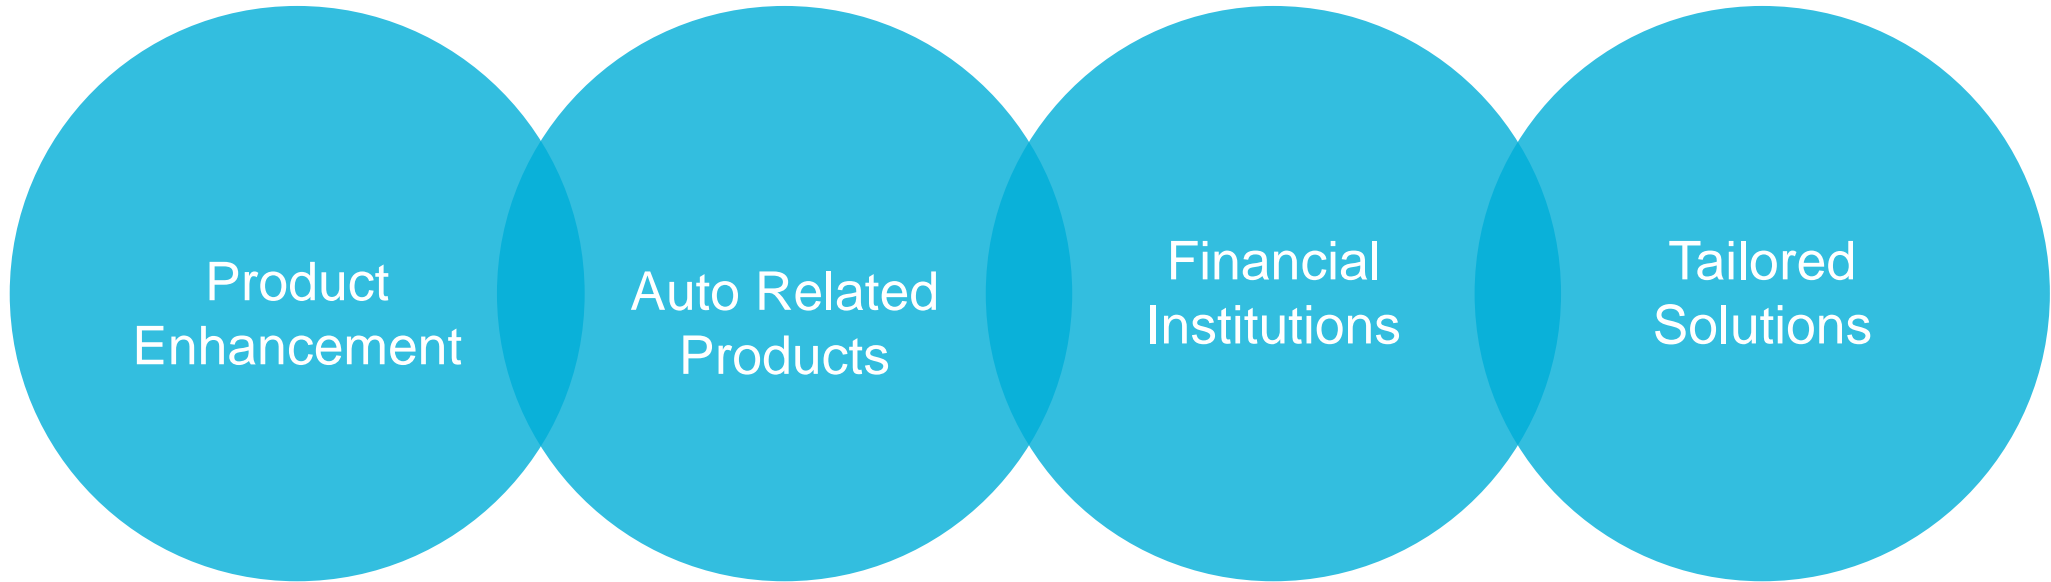 Product
Enhancement
Auto Related
Products
Financial
Institutions
Tailored
Solutions